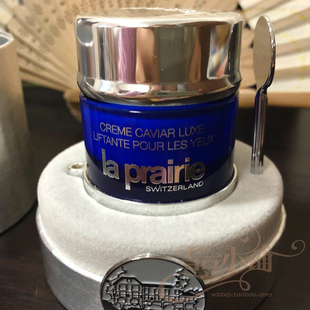 CREME CAVIAR LUXE
LIFTANTE POUR LES YEUX
la prairie
SWITZERLAND